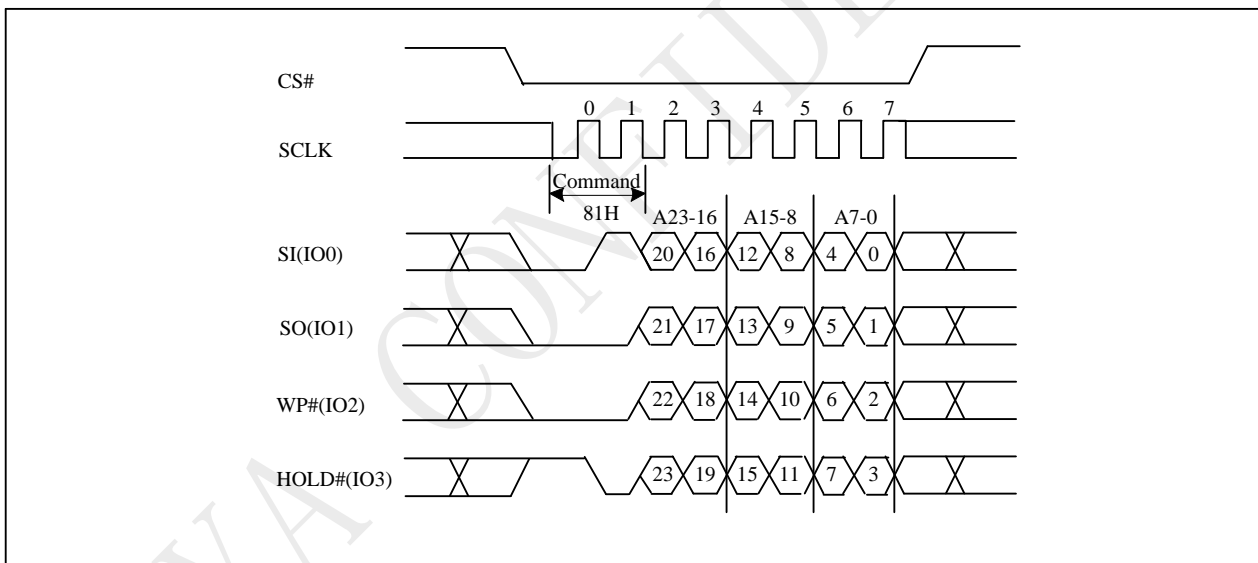 CS#
0 1 2 3 4 5 6 7
SCLK
Command
81H
A23-16 A15-8 A7-0
SI(IO0)
20 16 12 8 4 0
SO(IO1)
21 17 13 9 5 1
WP#(IO2)
22 18 14 10 6 2
HOLD#(IO3)
23 19 15 11 7 3